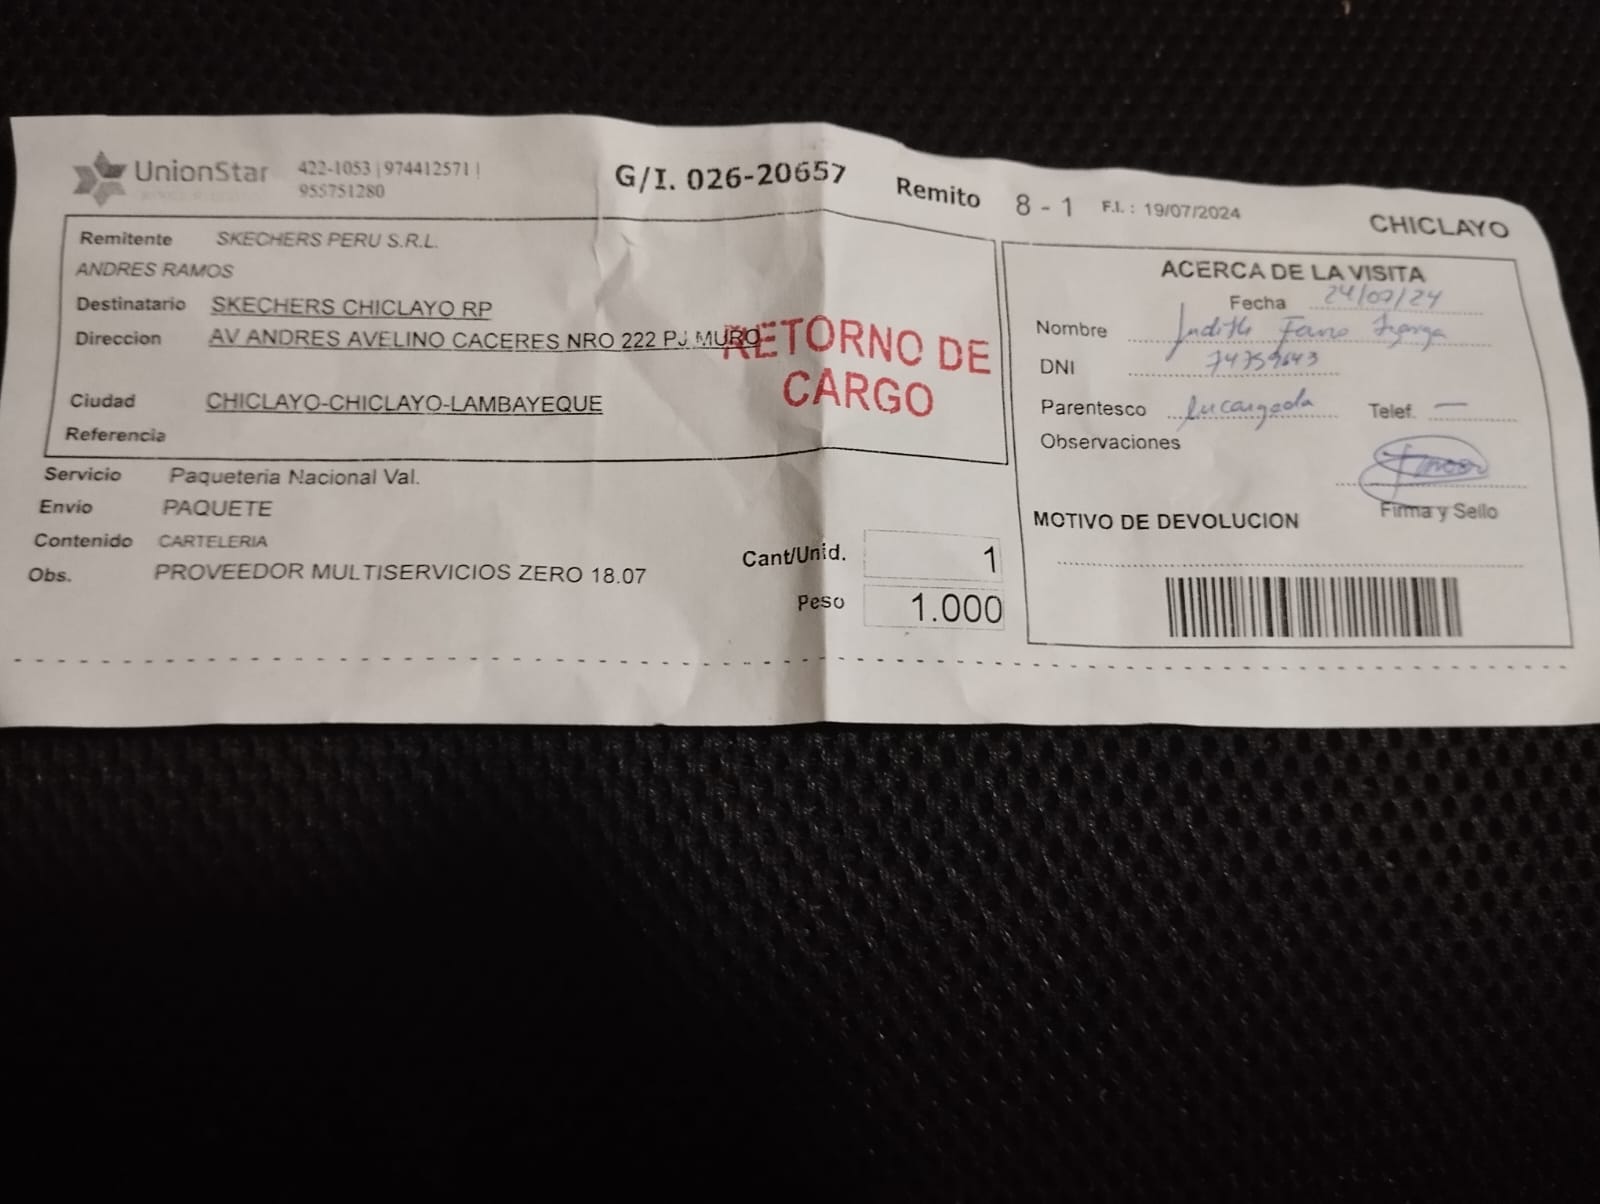 UnionStar 422-1053 | 974412571 |
955751280
G/I. 026-20657
Remito 8 - 1 F.I. : 19/07/2024
CHICLAYO
Remitente SKECHERS PERU S.R.L.
ANDRES RAMOS
Destinatario SKECHERS CHICLAYO RP
Direccion AV ANDRES AVELINO CACERES NRO 222 PJ MURO
Ciudad CHICLAYO-CHICLAYO-LAMBAYEQUE
Referencia
RETORNO DE
CARGO
Servicio Paqueteria Nacional Val.
Envio PAQUETE
Contenido CARTELERIA
Obs. PROVEEDOR MULTISERVICIOS ZERO 18.07
Cant/Unid. 1
Peso 1.000
ACERCA DE LA VISITA
Fecha 24/07/24
Nombre Judith
DNI 74759643
Parentesco Encargada Telef. —
Observaciones
Firma y Sello
MOTIVO DE DEVOLUCION